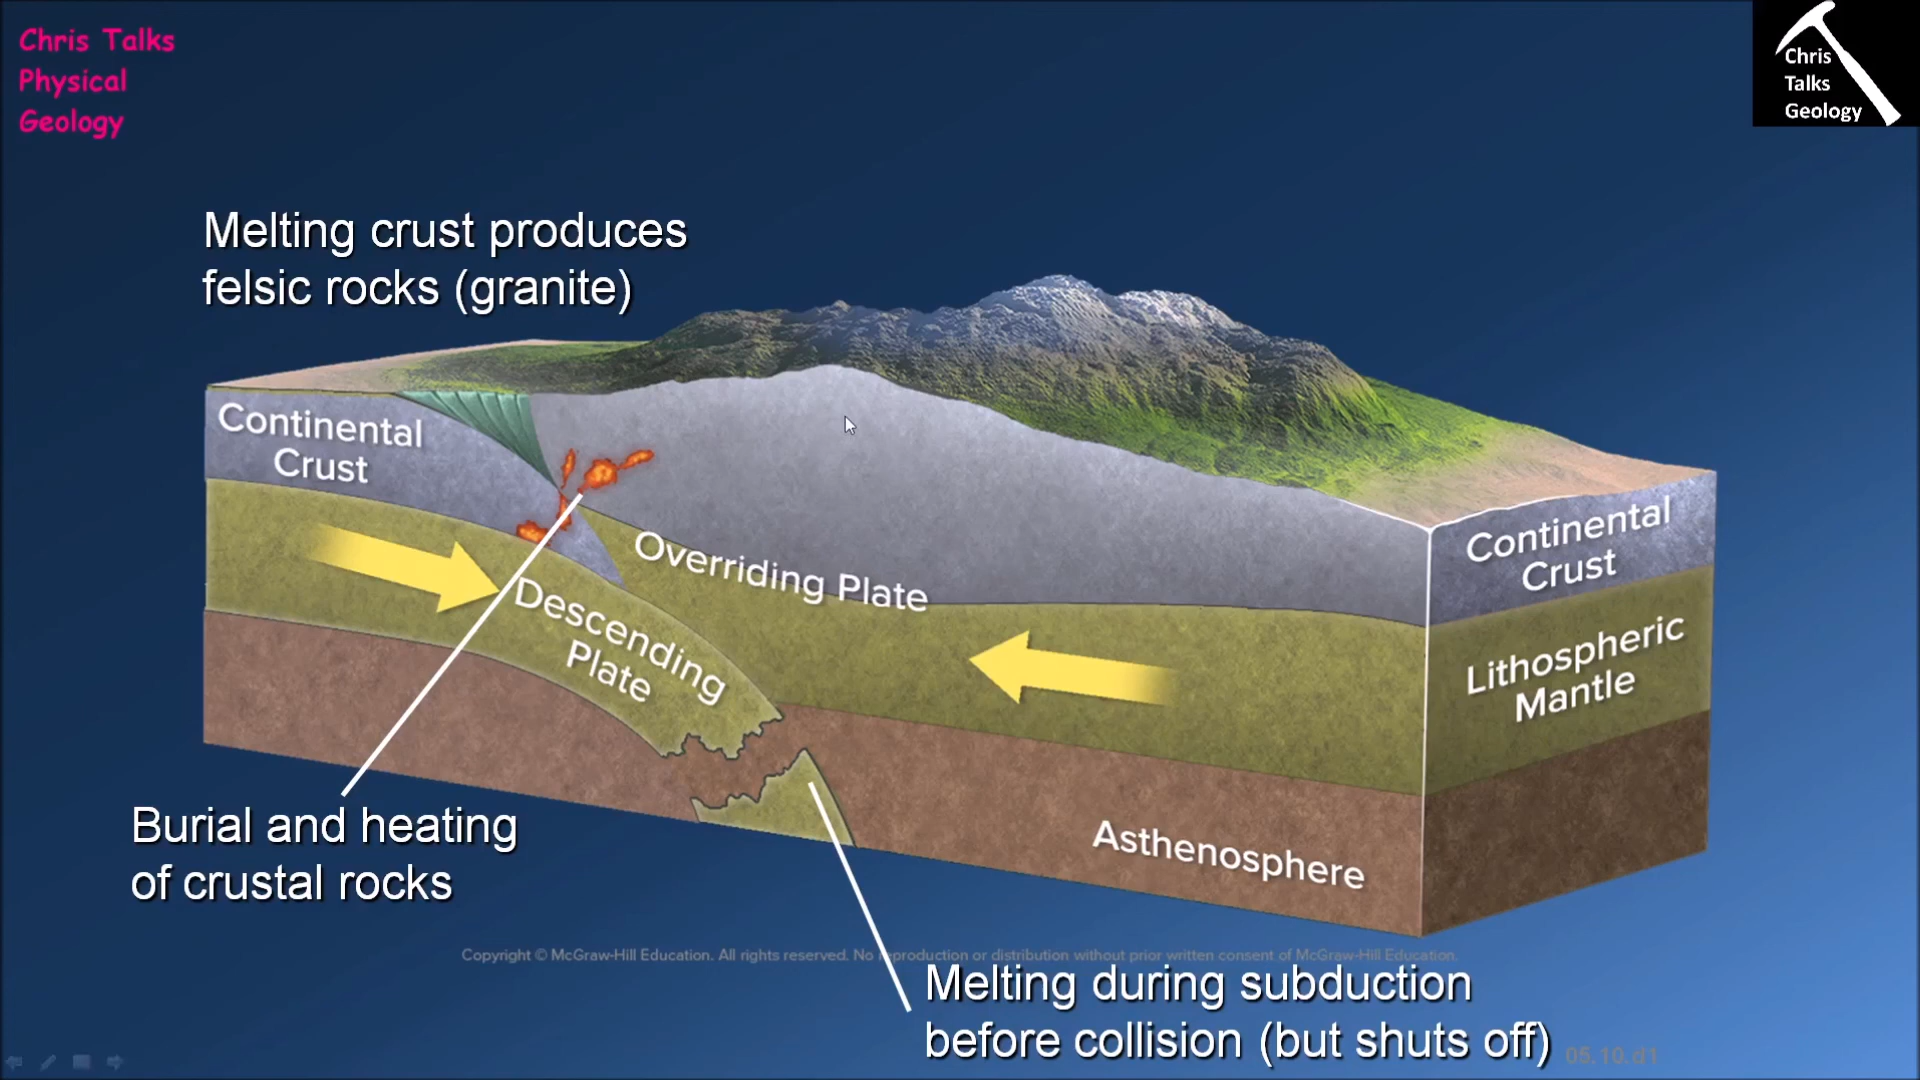 Chris Talks
Physical
Geology
Chris
Talks
Geology
Melting crust produces
felsic rocks (granite)
Continental
Crust
Overriding Plate
Descending
Plate
Continental
Crust
Lithospheric
Mantle
Asthenosphere
Burial and heating
of crustal rocks
Copyright © McGraw-Hill Education. All rights reserved. No reproduction or distribution without prior written consent of McGraw-Hill Education.
Melting during subduction
before collision (but shuts off)
05.10.d1